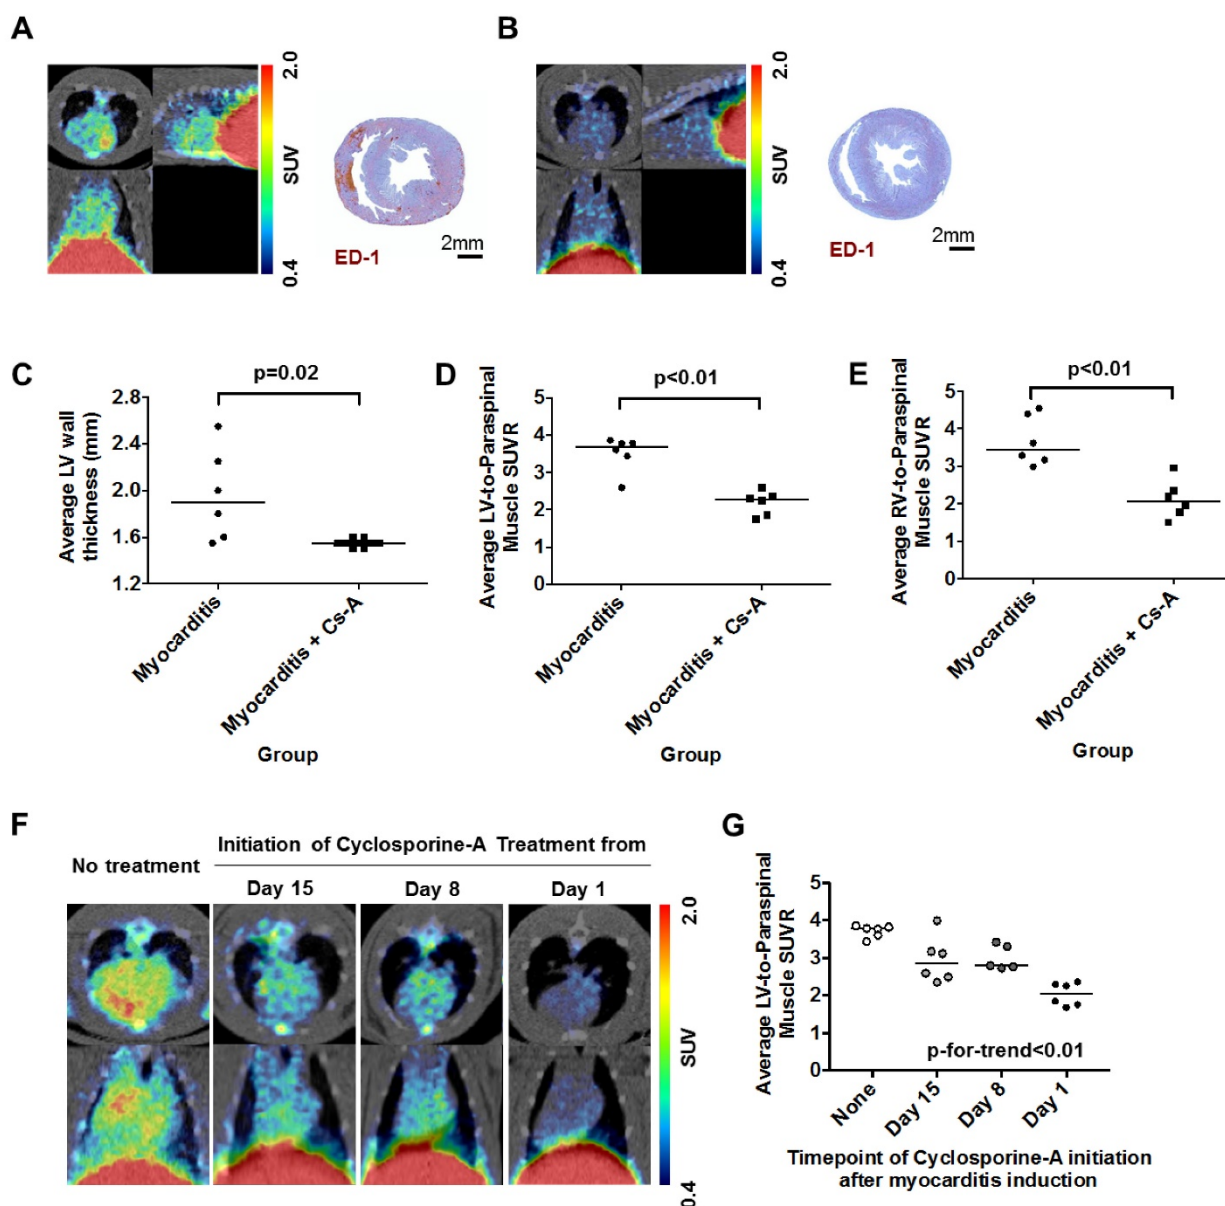 A
2.0
SUV
0.4
ED-1
2mm
B
2.0
SUV
0.4
ED-1
2mm
C
p=0.02
Average LV wall
thickness (mm)
2.8
2.4
2.0
1.6
1.2
Myocarditis
Myocarditis + Cs-A
Group
D
p<0.01
Average LV-to-Paraspinal
Muscle SUVR
5
4
3
2
1
0
Myocarditis
Myocarditis + Cs-A
Group
E
p<0.01
Average RV-to-Paraspinal
Muscle SUVR
5
4
3
2
1
0
Myocarditis
Myocarditis + Cs-A
Group
F
Initiation of Cyclosporine-A Treatment from
No treatment
Day 15
Day 8
Day 1
2.0
SUV
0.4
G
Average LV-to-Paraspinal
Muscle SUVR
5
4
3
2
1
0
p-for-trend<0.01
None
Day 15
Day 8
Day 1
Timepoint of Cyclosporine-A initiation
after myocarditis induction